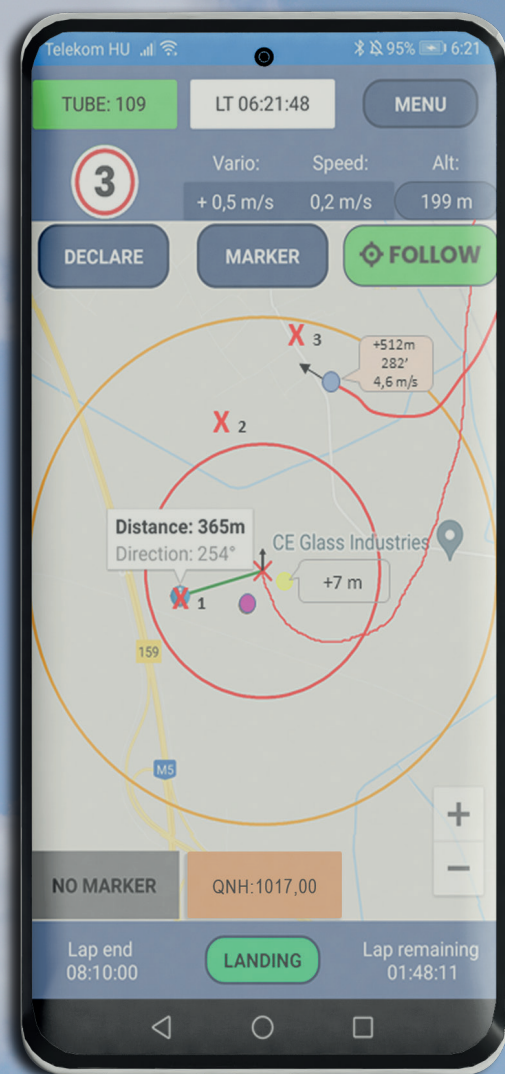 Telekom HU 95% 6:21
TUBE: 109 LT 06:21:48 MENU
3
Vario: Speed: Alt:
+ 0,5 m/s 0,2 m/s 199 m
DECLARE MARKER FOLLOW
X 3
+512m
282'
4,6 m/s
X 2
Distance: 365m
Direction: 254°
CE Glass Industries
X 1
+7 m
159
M5
+
−
NO MARKER QNH:1017,00
Lap end
08:10:00
LANDING
Lap remaining
01:48:11